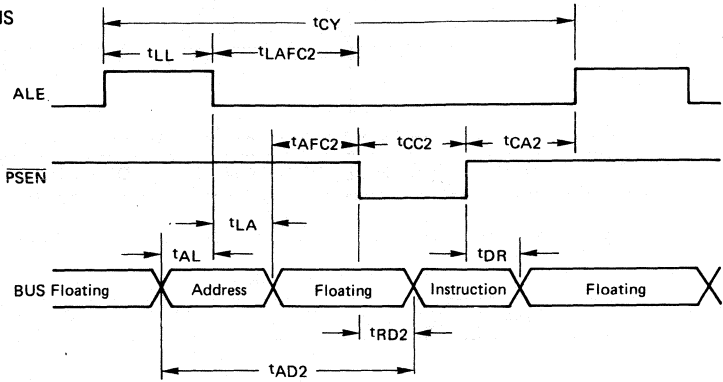 tCY
tLL
tLAFC2
ALE
tAFC2
tCC2
tCA2
PSEN
tLA
tAL
tDR
BUS Floating
Address
Floating
Instruction
Floating
tRD2
tAD2